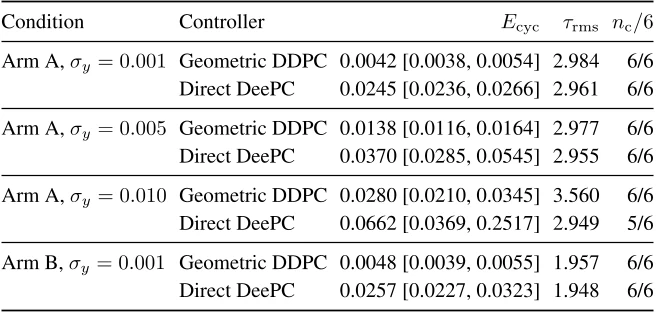 Condition Controller E_cyc τ_rms n_c/6
Arm A, σ_y = 0.001 Geometric DDPC 0.0042 [0.0038, 0.0054] 2.984 6/6
Direct DeePC 0.0245 [0.0236, 0.0266] 2.961 6/6
Arm A, σ_y = 0.005 Geometric DDPC 0.0138 [0.0116, 0.0164] 2.977 6/6
Direct DeePC 0.0370 [0.0285, 0.0545] 2.955 6/6
Arm A, σ_y = 0.010 Geometric DDPC 0.0280 [0.0210, 0.0345] 3.560 6/6
Direct DeePC 0.0662 [0.0369, 0.2517] 2.949 5/6
Arm B, σ_y = 0.001 Geometric DDPC 0.0048 [0.0039, 0.0055] 1.957 6/6
Direct DeePC 0.0257 [0.0227, 0.0323] 1.948 6/6